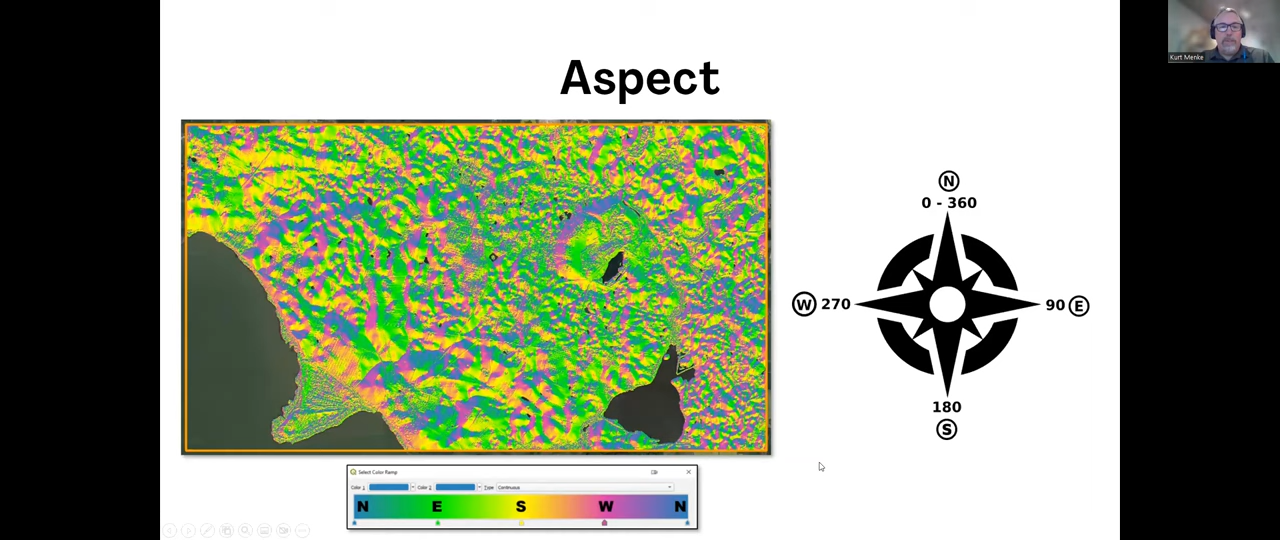 Kurt Menke
Aspect
N
0 - 360
W 270
90 E
180
S
Select Color Ramp
Color 1
Color 2
Type
Continuous
N E S W N